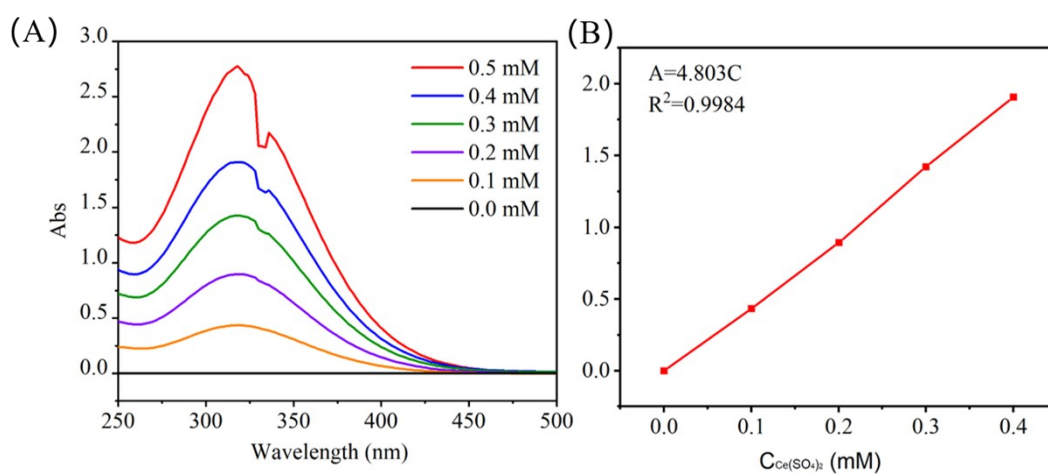 (A)
3.0
2.5
2.0
1.5
1.0
0.5
0.0
Abs
250
300
350
400
450
500
Wavelength (nm)
0.5 mM
0.4 mM
0.3 mM
0.2 mM
0.1 mM
0.0 mM
(B)
A=4.803C
R²=0.9984
2.0
1.5
1.0
0.5
0.0
0.0
0.1
0.2
0.3
0.4
C Ce(SO₄)₂ (mM)